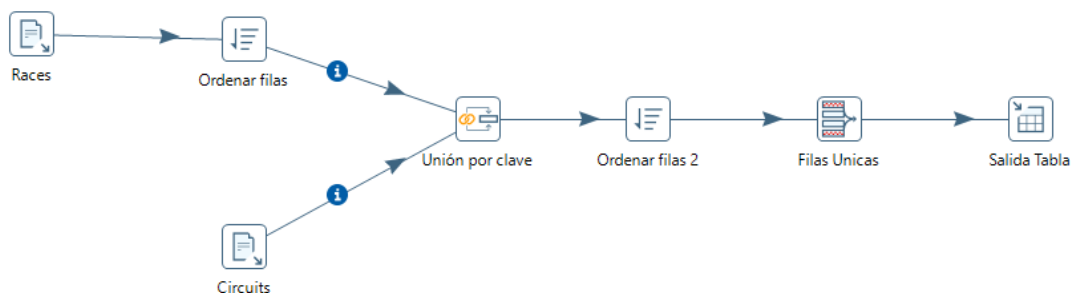 Races
Ordenar filas
Unión por clave
Ordenar filas 2
Filas Unicas
Salida Tabla
Circuits